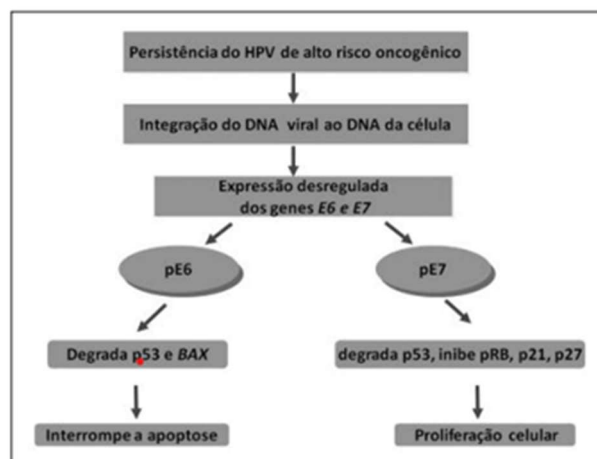 Persistência do HPV de alto risco oncogênico
Integração do DNA viral ao DNA da célula
Expressão desregulada
dos genes E6 e E7
pE6
pE7
Degrada p53 e BAX
degrada p53, inibe pRB, p21, p27
Interrompe a apoptose
Proliferação celular